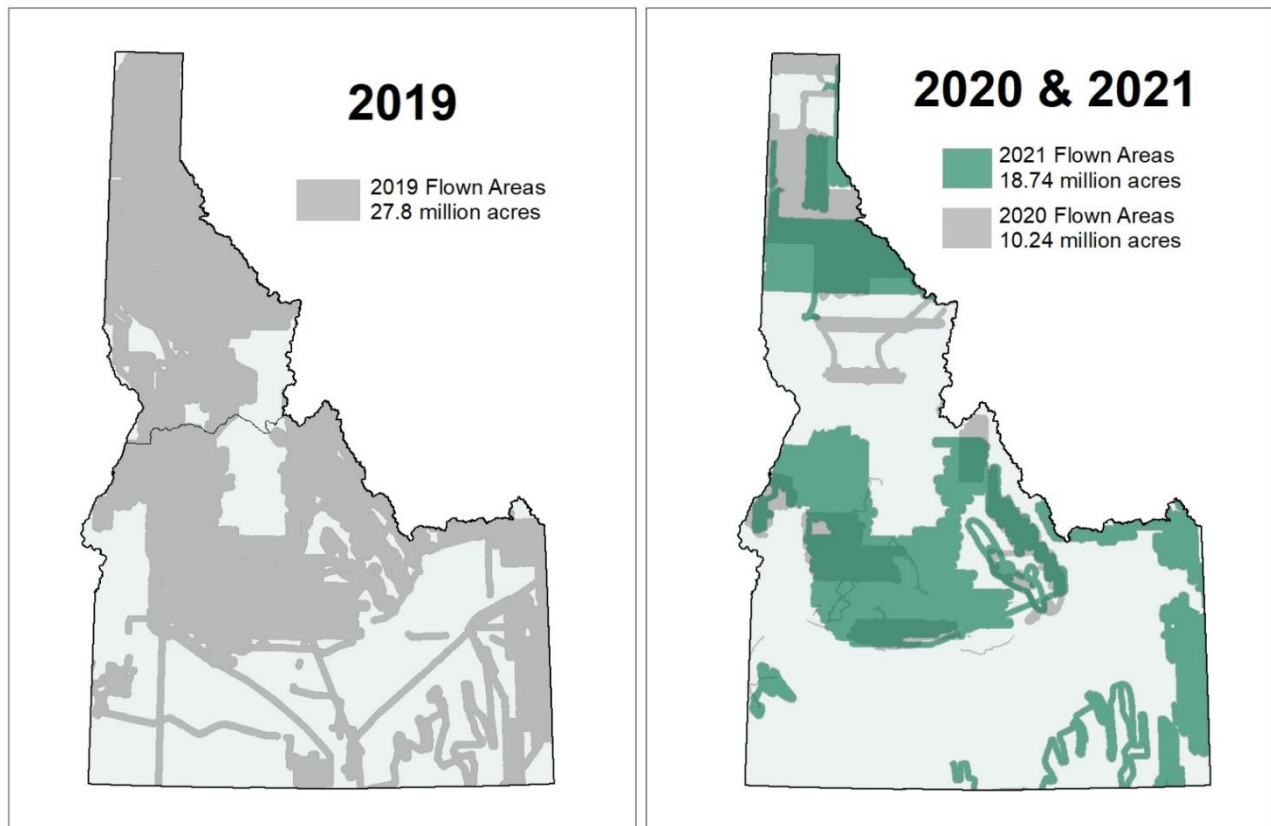 2019
2019 Flown Areas
27.8 million acres
2020 & 2021
2021 Flown Areas
18.74 million acres
2020 Flown Areas
10.24 million acres